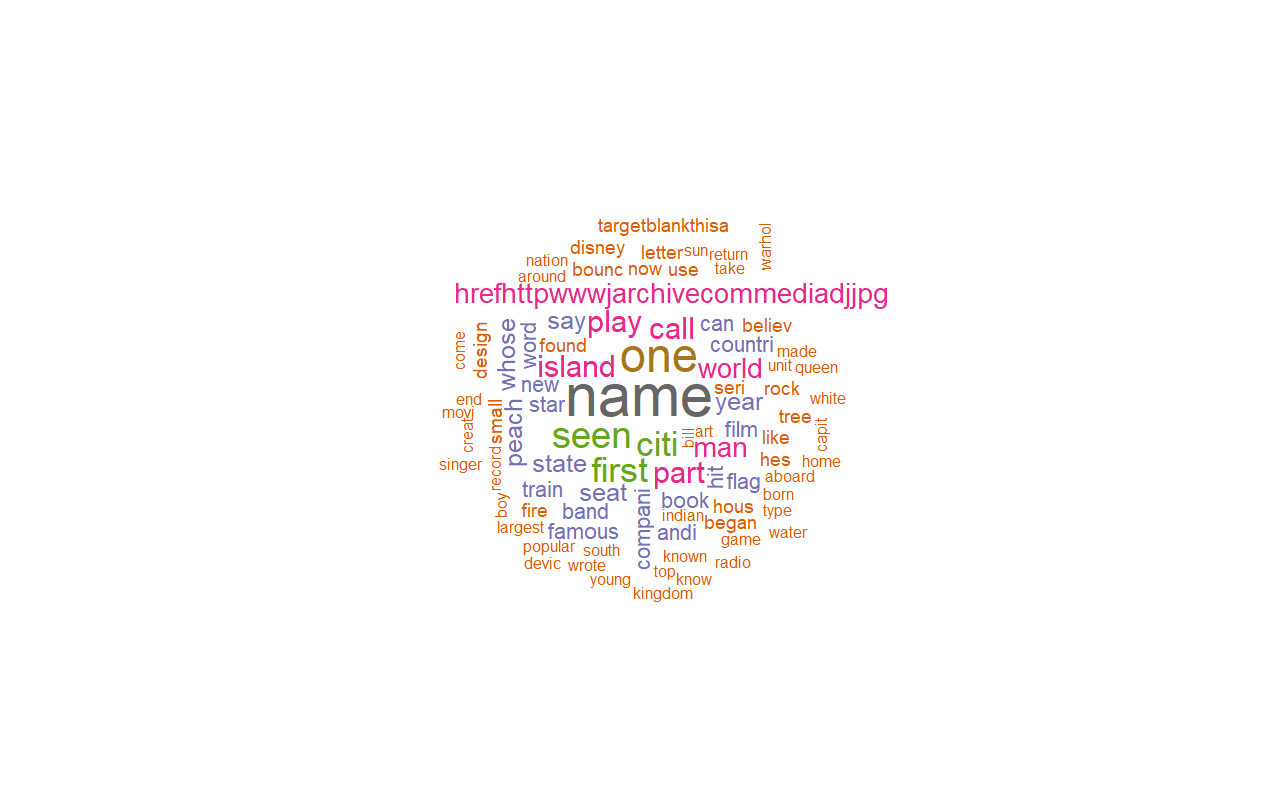 targetblankthisa
warhol
disney letter sun return
nation bounc now use take
around
hrefhttpwwwjarchivecommediadjjpg
say play call can believ
come design whose word found one countri made
island world unit queen
new name seri rock
end star year white
movi creat small peach seen citi bill art film tree capit
man like
singer record state first part hit flag hes home
aboard
train seat book born
boy fire band compani indian hous type
largest famous andi began water
game
popular south known
devic wrote top radio
young know
kingdom